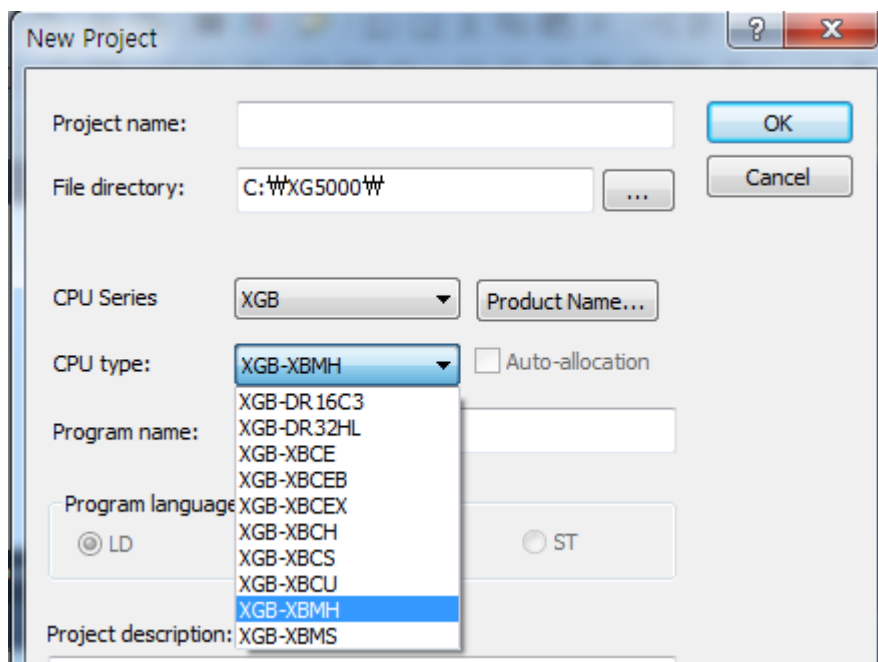 New Project
?
X
Project name:
OK
File directory:
C:₩XG5000₩
...
Cancel
CPU Series
XGB
Product Name...
CPU type:
XGB-XBMH
Auto-allocation
XGB-DR16C3
XGB-DR32HL
Program name:
XGB-XBCE
XGB-XBCEB
Program language
XGB-XBCEX
XGB-XBCH
LD
ST
XGB-XBCS
XGB-XBCU
XGB-XBMH
Project description:
XGB-XBMS